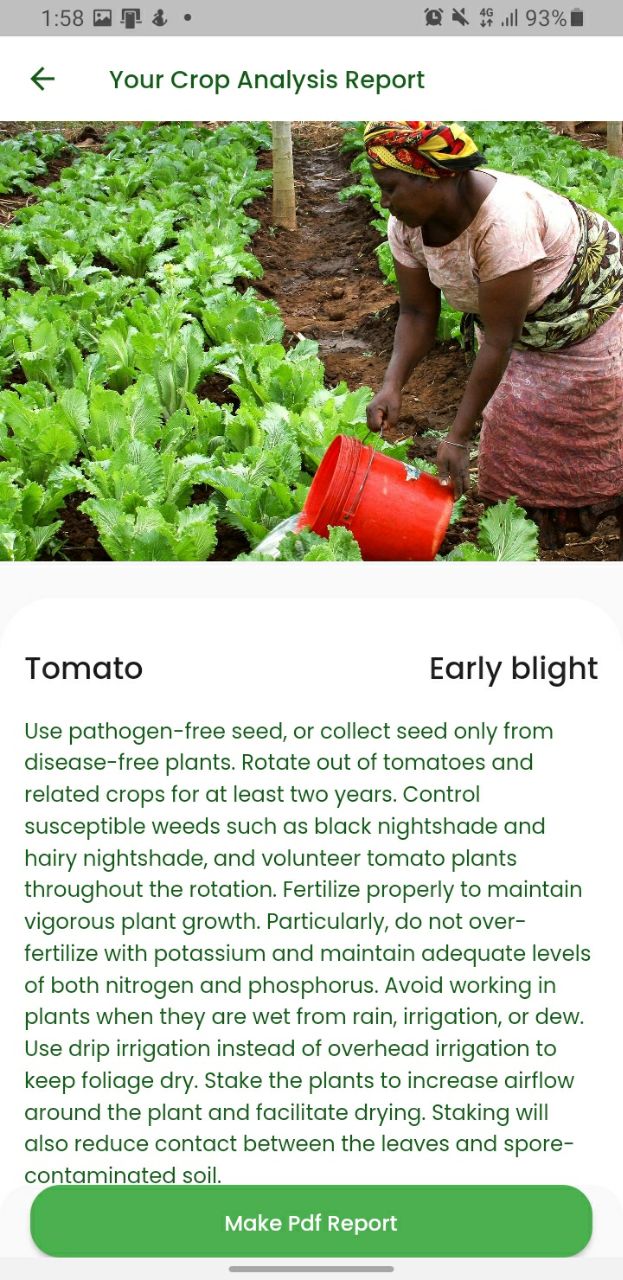 1:58
4G
93%
Your Crop Analysis Report
Tomato
Early blight
Use pathogen-free seed, or collect seed only from
disease-free plants. Rotate out of tomatoes and
related crops for at least two years. Control
susceptible weeds such as black nightshade and
hairy nightshade, and volunteer tomato plants
throughout the rotation. Fertilize properly to maintain
vigorous plant growth. Particularly, do not over-
fertilize with potassium and maintain adequate levels
of both nitrogen and phosphorus. Avoid working in
plants when they are wet from rain, irrigation, or dew.
Use drip irrigation instead of overhead irrigation to
keep foliage dry. Stake the plants to increase airflow
around the plant and facilitate drying. Staking will
also reduce contact between the leaves and spore-
contaminated soil.
Make Pdf Report